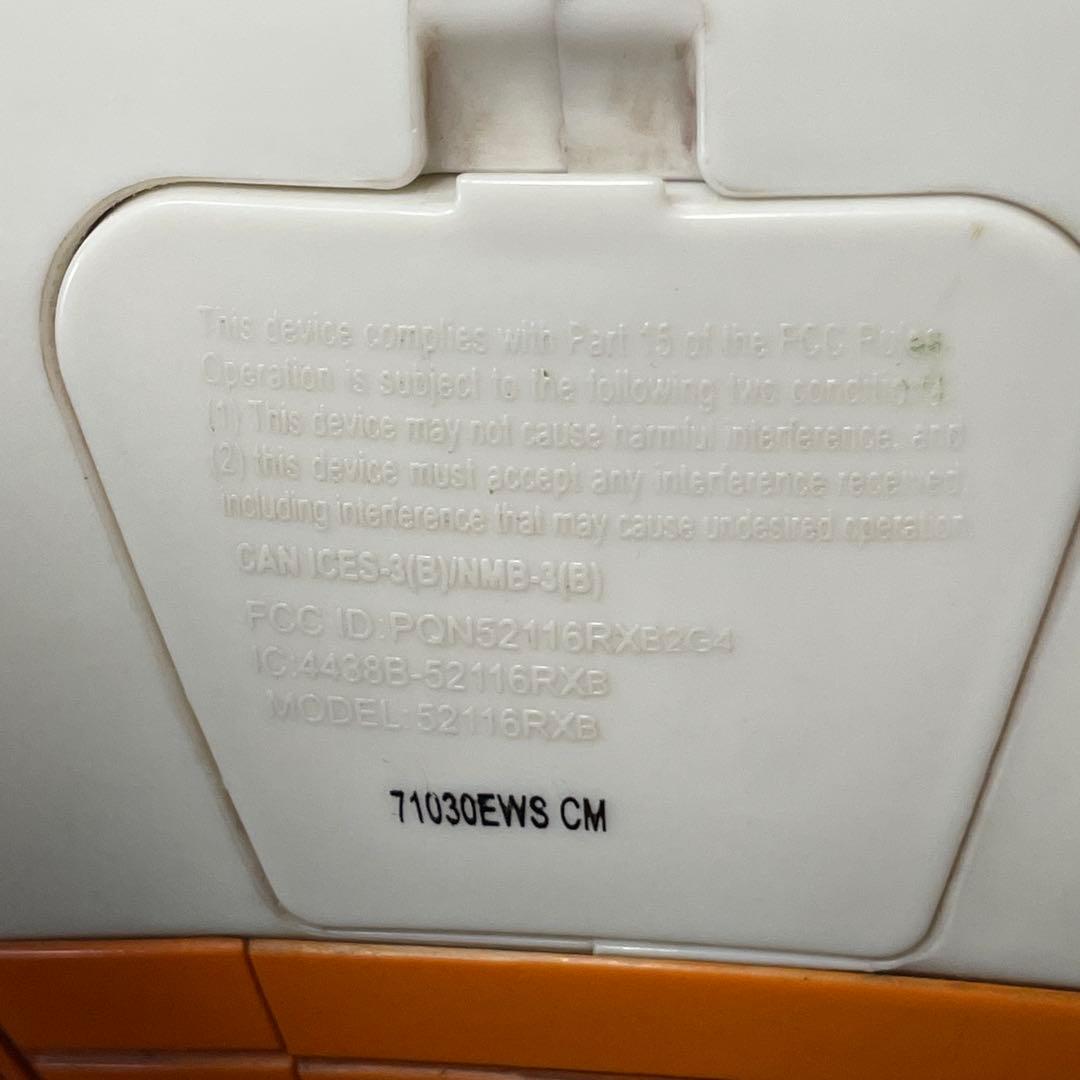 This device complies with Part 15 of the FCC Rules.
Operation is subject to the following two conditions:
(1) This device may not cause harmful interference, and
(2) this device must accept any interference received,
including interference that may cause undesired operation.
CAN ICES-3(B)/NMB-3(B)
FCC ID:PQN52116RXB2G4
IC:4438B-52116RXB
MODEL:52116RXB
71030EWS CM